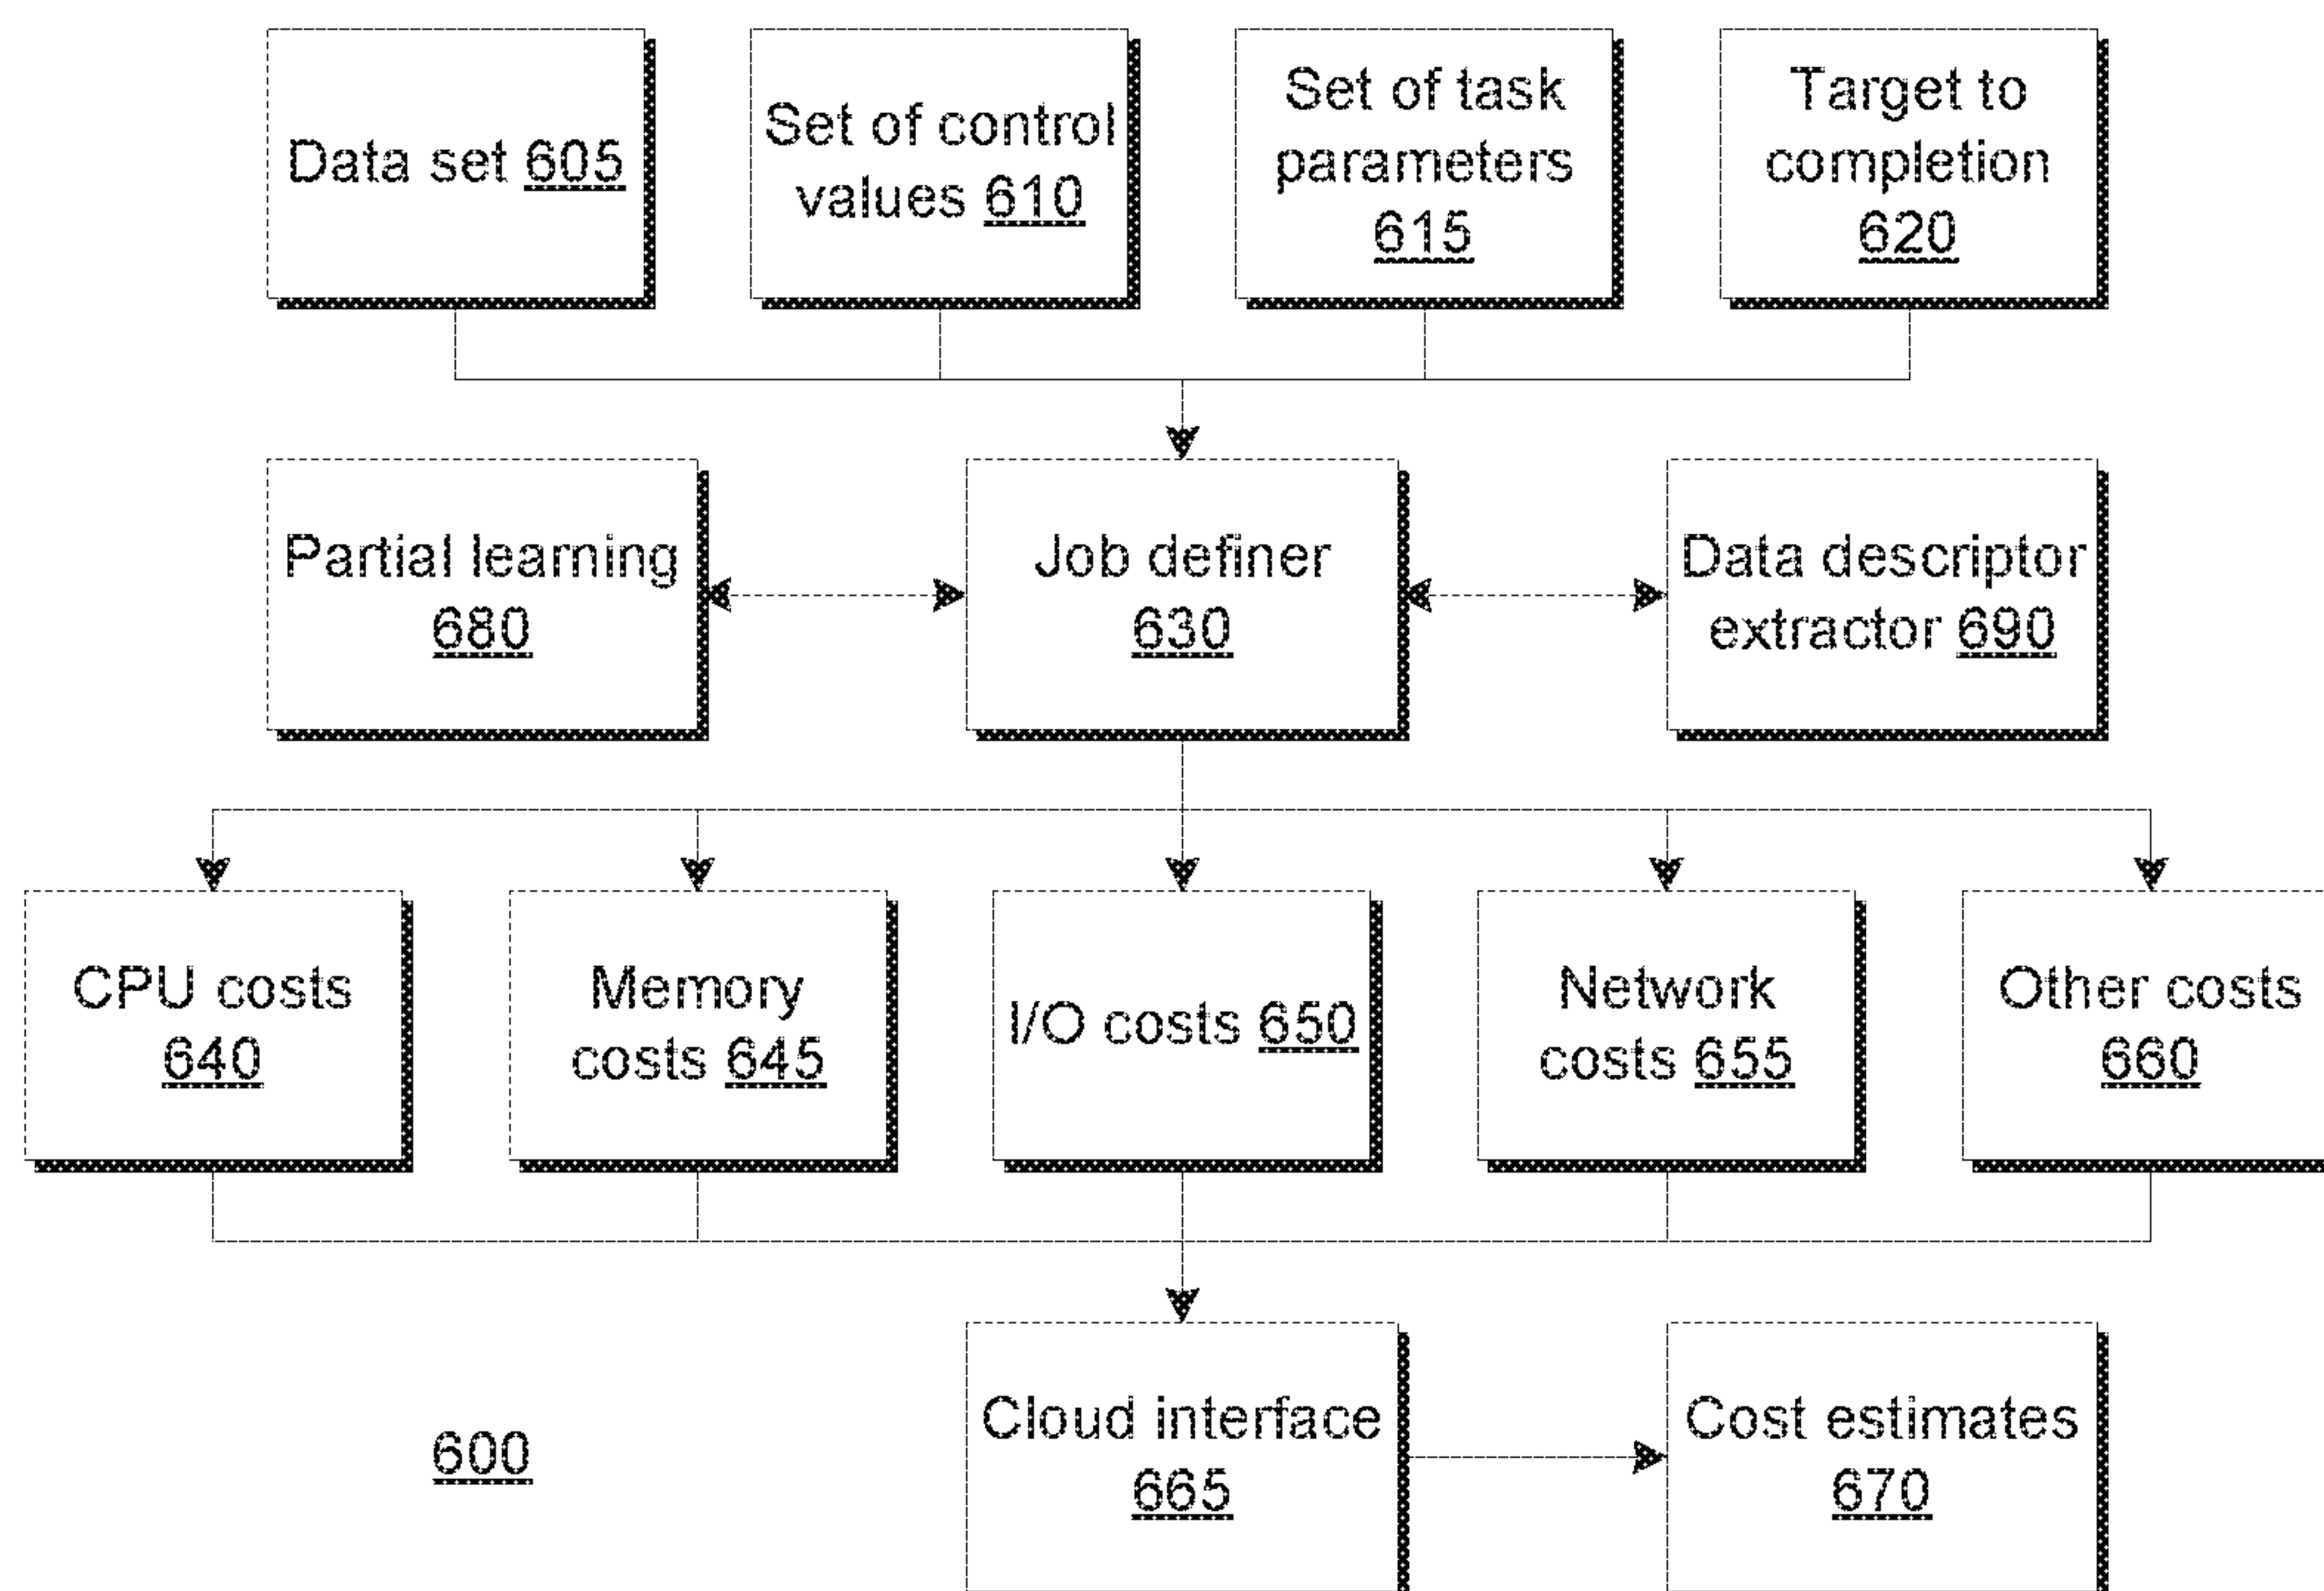 Data set 605
Set of control
values 610
Set of task
parameters
615
Target to
completion
620
Partial learning
680
Job definer
630
Data descriptor
extractor 690
CPU costs
640
Memory
costs 645
I/O costs 650
Network
costs 655
Other costs
660
600
Cloud interface
665
Cost estimates
670